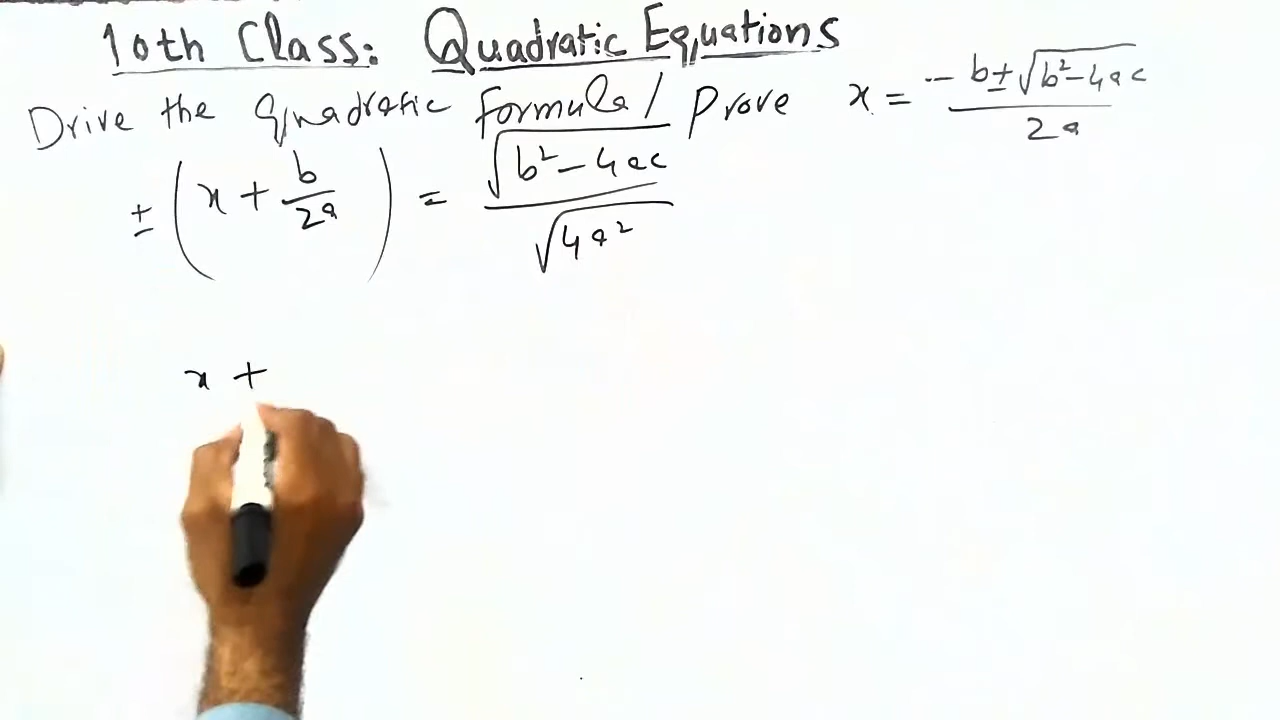 10th Class: Quadratic Equations
Drive the quadratic formula / Prove x = -b ± √(b² - 4ac) / 2a
± (x + b/2a) = √(b² - 4ac) / √(4a²)
x +